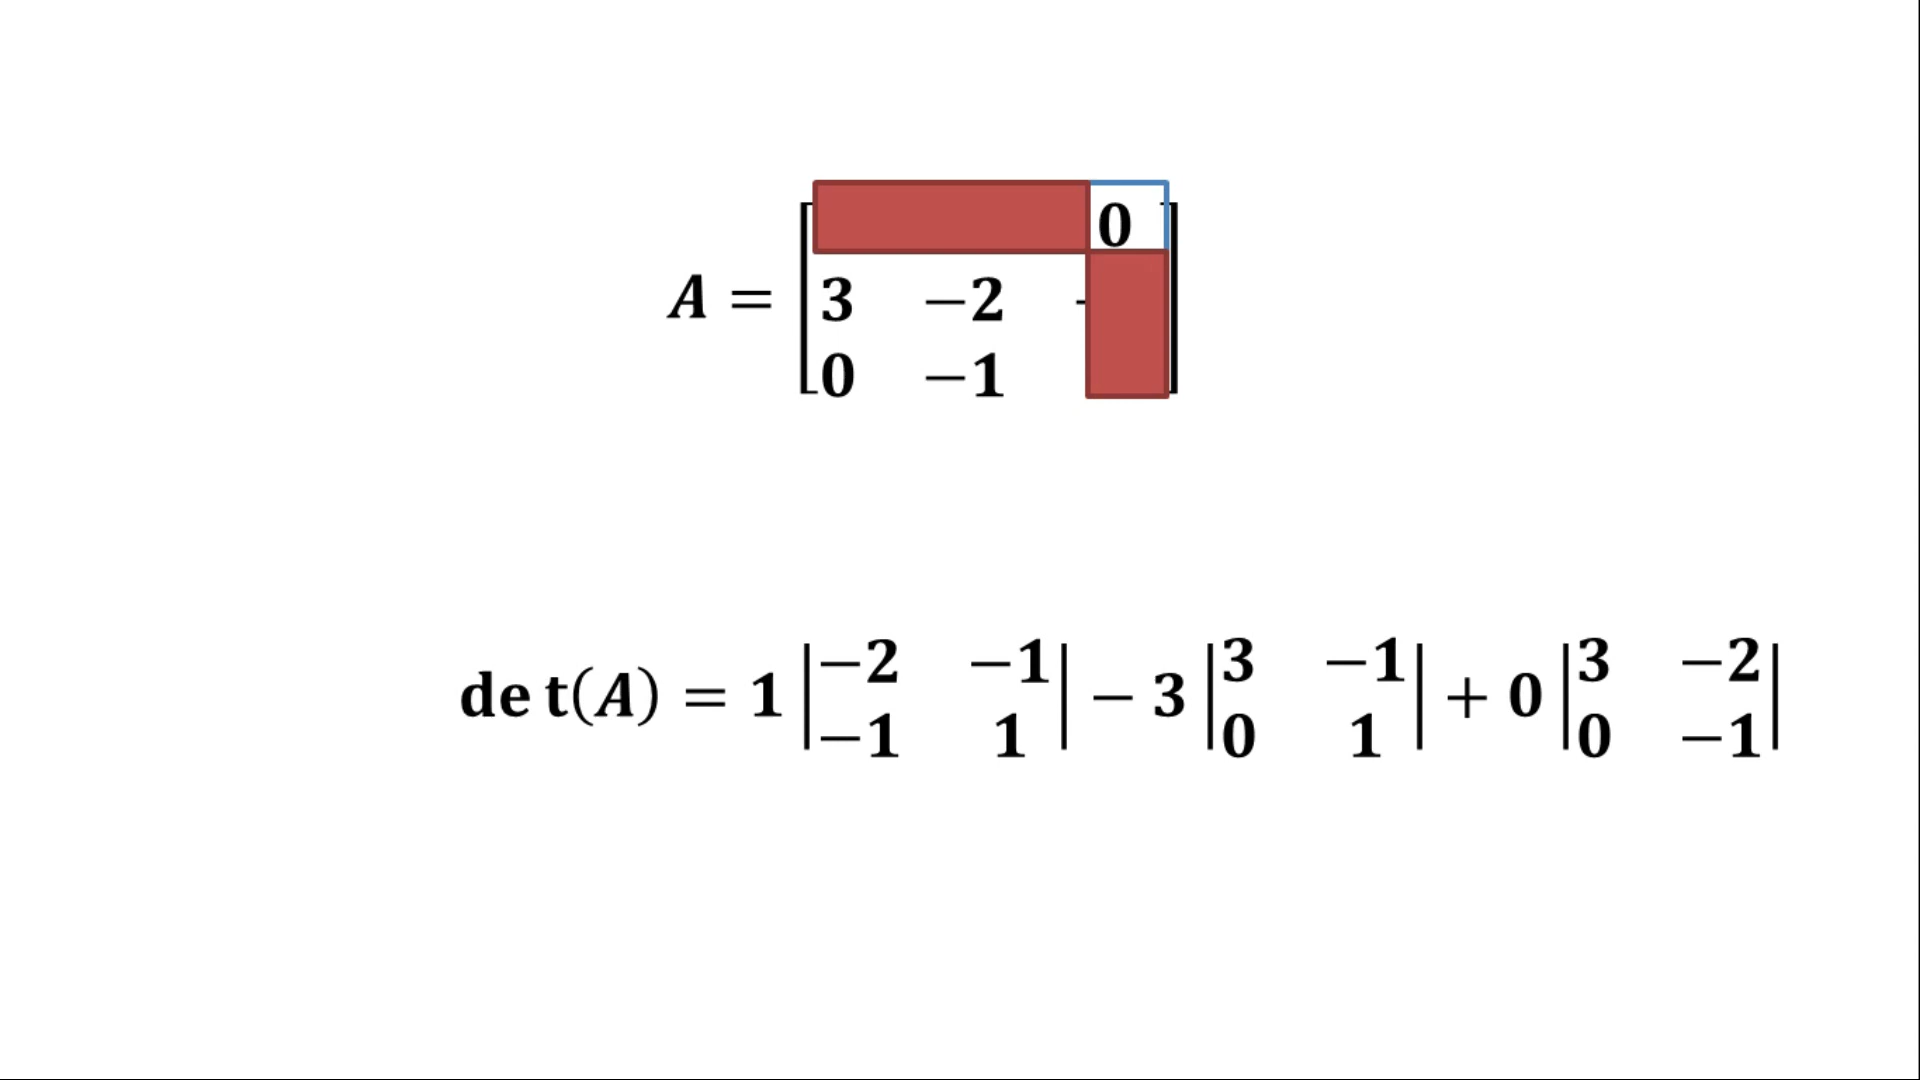 0
A = 3 −2 -
0 −1
det(A) = 1 |−2 −1| − 3 |3 −1| + 0 |3 −2|
|−1 1| |0 1| |0 −1|